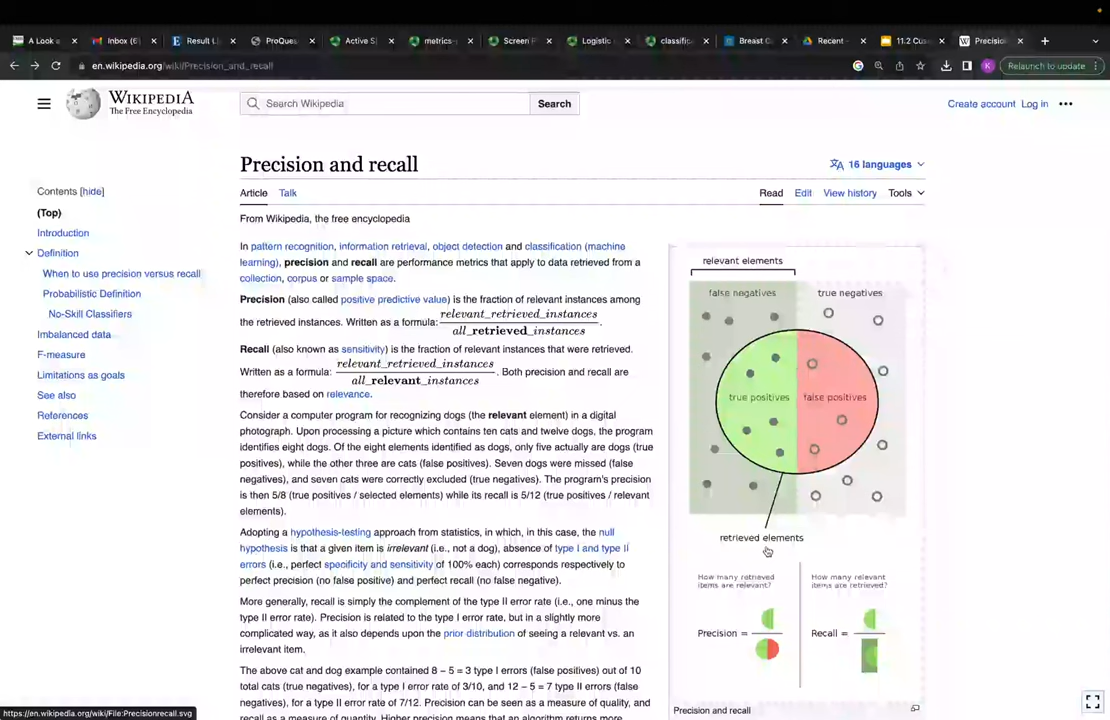 A Look a
Inbox (6
Result (.
ProQues
Active S
metrics-
Screen R
Logistic
classific
Breast C
Recent -
11.2 Cus
Precisio
en.wikipedia.org/wiki/Precision_and_recall
K
Relaunch to update
WIKIPEDIA
The Free Encyclopedia
Search Wikipedia
Search
Create account
Log in
Precision and recall
16 languages
Contents [hide]
(Top)
Introduction
Definition
When to use precision versus recall
Probabilistic Definition
No-Skill Classifiers
Imbalanced data
F-measure
Limitations as goals
See also
References
External links
Article
Talk
Read
Edit
View history
Tools
From Wikipedia, the free encyclopedia
In pattern recognition, information retrieval, object detection and classification (machine
learning), precision and recall are performance metrics that apply to data retrieved from a
collection, corpus or sample space.
Precision (also called positive predictive value) is the fraction of relevant instances among
the retrieved instances. Written as a formula: relevant_retrieved_instances
all_retrieved_instances.
Recall (also known as sensitivity) is the fraction of relevant instances that were retrieved.
Written as a formula: relevant_retrieved_instances
all_relevant_instances. Both precision and recall are
therefore based on relevance.
Consider a computer program for recognizing dogs (the relevant element) in a digital
photograph. Upon processing a picture which contains ten cats and twelve dogs, the program
identifies eight dogs. Of the eight elements identified as dogs, only five actually are dogs (true
positives), while the other three are cats (false positives). Seven dogs were missed (false
negatives), and seven cats were correctly excluded (true negatives). The program's precision
is then 5/8 (true positives / selected elements) while its recall is 5/12 (true positives / relevant
elements).
Adopting a hypothesis-testing approach from statistics, in which, in this case, the null
hypothesis is that a given item is irrelevant (i.e., not a dog), absence of type I and type II
errors (i.e., perfect specificity and sensitivity of 100% each) corresponds respectively to
perfect precision (no false positive) and perfect recall (no false negative).
More generally, recall is simply the complement of the type II error rate (i.e., one minus the
type II error rate). Precision is related to the type I error rate, but in a slightly more
complicated way, as it also depends upon the prior distribution of seeing a relevant vs. an
irrelevant item.
The above cat and dog example contained 8 − 5 = 3 type I errors (false positives) out of 10
total cats (true negatives), for a type I error rate of 3/10, and 12 − 5 = 7 type II errors (false
negatives), for a type II error rate of 7/12. Precision can be seen as a measure of quality, and
recall as a measure of quantity. Higher precision means that an algorithm returns more
relevant elements
false negatives
true negatives
true positives
false positives
retrieved elements
How many retrieved
items are relevant?
How many relevant
items are retrieved?
Precision =
Recall =
Precision and recall
https://en.wikipedia.org/wiki/File:Precisionrecall.svg